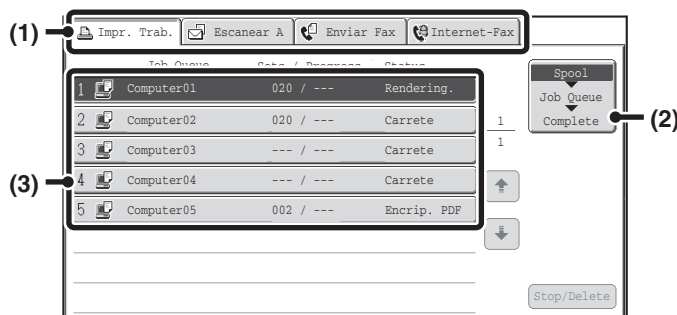 (1) Impr. Trab. Escanear A Enviar Fax Internet-Fax
Job Queue Sets / Progress Status
1 Computer01 020 / --- Rendering.
2 Computer02 020 / --- Carrete
3 Computer03 --- / --- Carrete
4 Computer04 --- / --- Carrete
5 Computer05 002 / --- Encrip. PDF
(3)
1
1
Spool
Job Queue
Complete
(2)
Stop/Delete